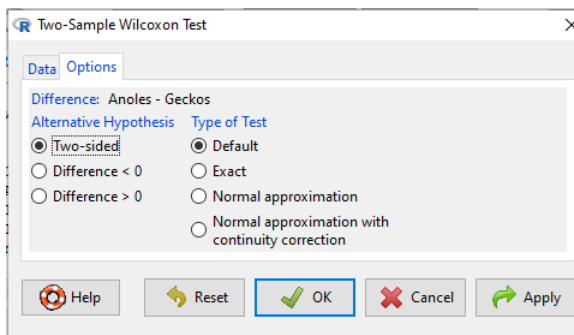 Two-Sample Wilcoxon Test
Data Options
Difference: Anoles - Geckos
Alternative Hypothesis Type of Test
Two-sided Default
Difference < 0 Exact
Difference > 0 Normal approximation
Normal approximation with
continuity correction
Help Reset OK Cancel Apply